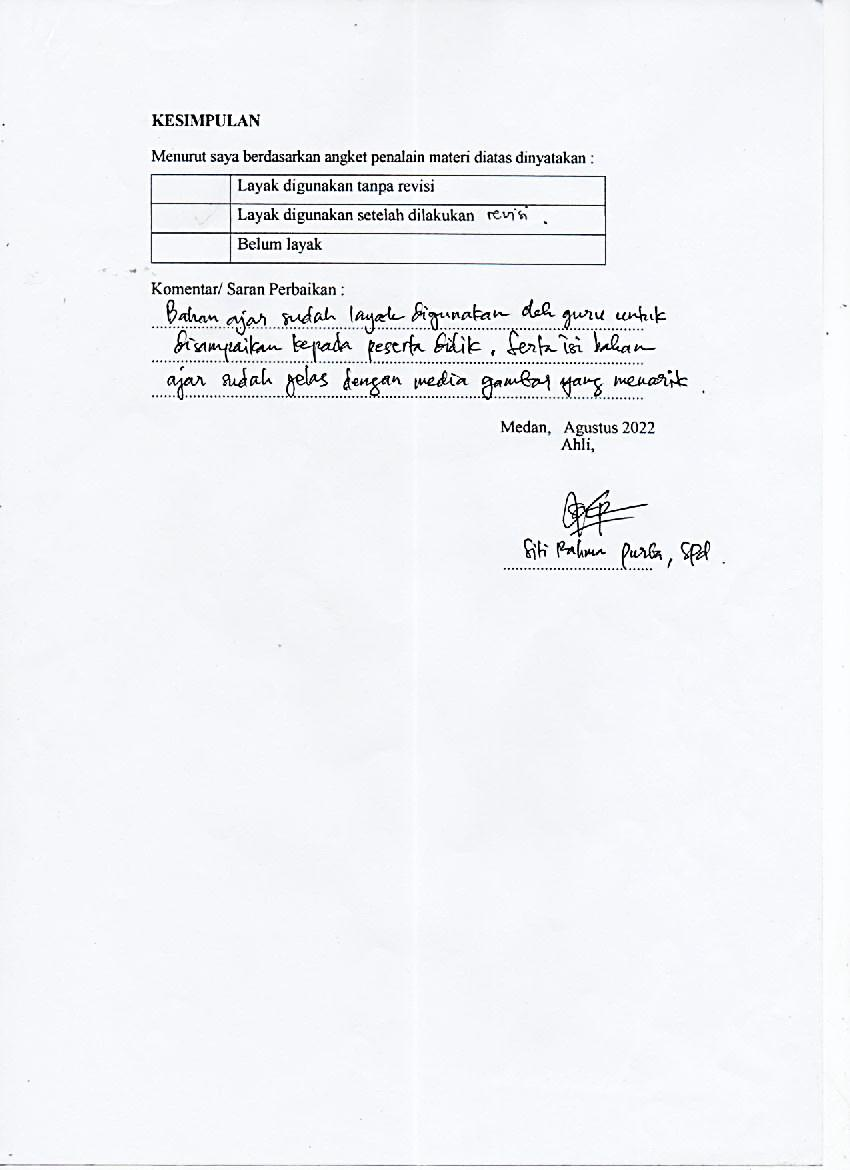 KESIMPULAN
Menurut saya berdasarkan angket penalain materi diatas dinyatakan :
Layak digunakan tanpa revisi
Layak digunakan setelah dilakukan revisi .
Belum layak
Komentar/ Saran Perbaikan :
Bahan ajar sudah layak digunakan oleh guru untuk
disampaikan kepada peserta didik, serta isi bahan
ajar sudah jelas dengan media gambar yang menarik .
Medan, Agustus 2022
Ahli,
Siti Rahma Purba, SPd .